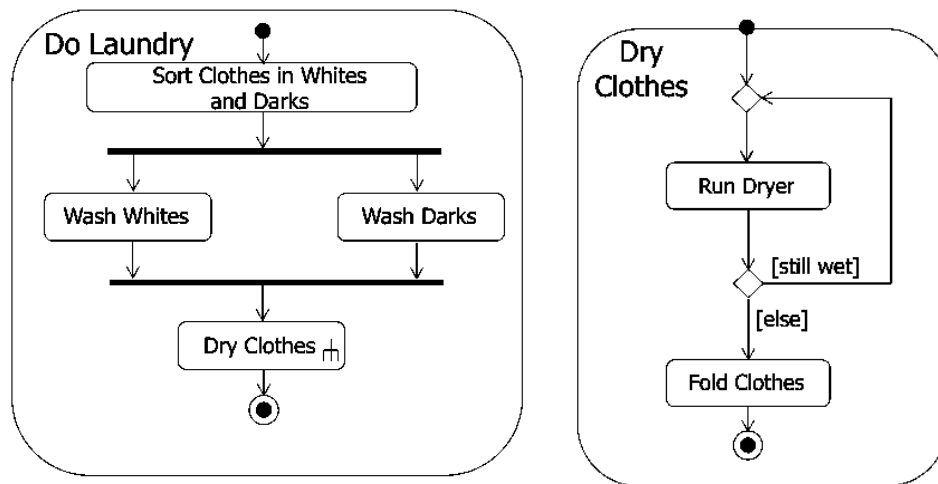 Do Laundry
Sort Clothes in Whites
and Darks
Wash Whites
Wash Darks
Dry Clothes
Dry
Clothes
Run Dryer
[still wet]
[else]
Fold Clothes